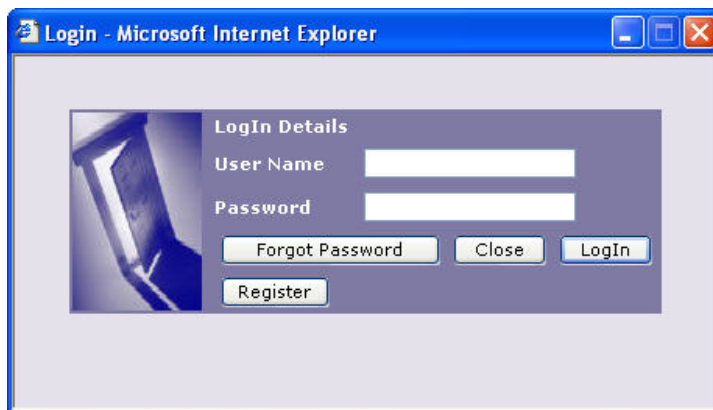 Login - Microsoft Internet Explorer
LogIn Details
User Name
Password
Forgot Password Close LogIn
Register